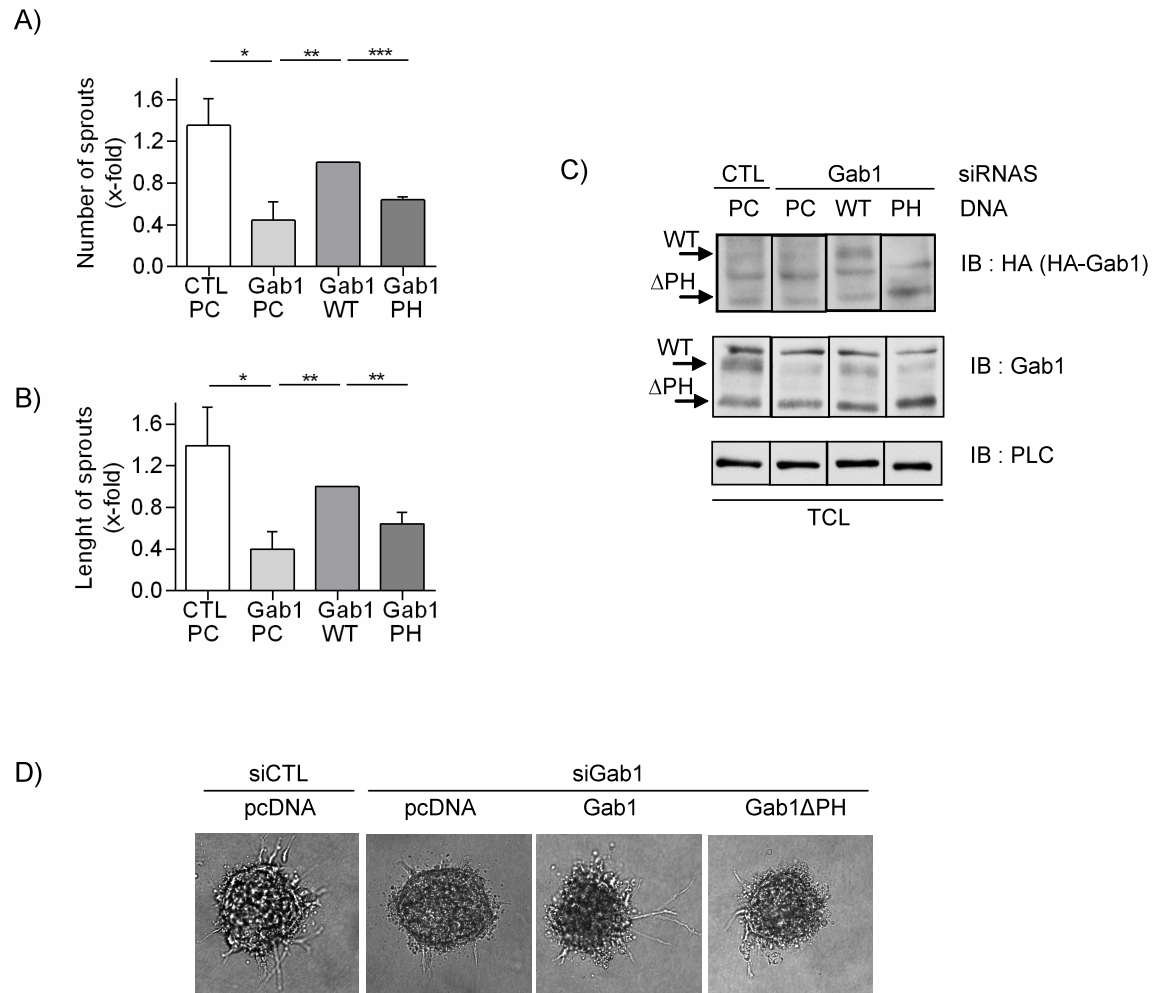 A)
* ** ***
Number of sprouts
(x-fold)
1.6
1.2
0.8
0.4
0.0
CTL Gab1 Gab1 Gab1
PC PC WT PH
B)
* ** **
Lenght of sprouts
(x-fold)
1.6
1.2
0.8
0.4
0.0
CTL Gab1 Gab1 Gab1
PC PC WT PH
C)
CTL Gab1 siRNAS
PC PC WT PH DNA
WT
ΔPH
IB : HA (HA-Gab1)
WT
ΔPH
IB : Gab1
IB : PLC
TCL
D)
siCTL siGab1
pcDNA pcDNA Gab1 Gab1ΔPH